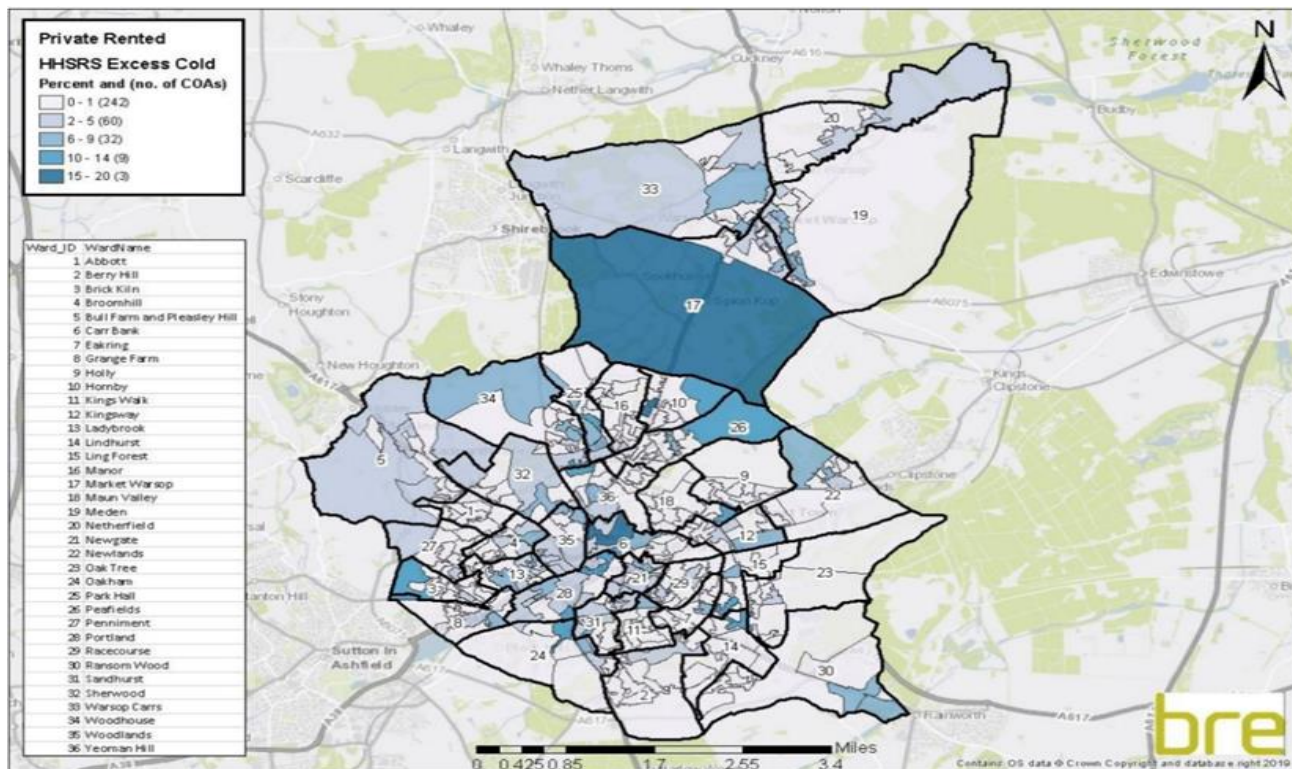 Private Rented
HHSRS Excess Cold
Percent and (no. of COAs)
0 - 1 (242)
2 - 5 (60)
6 - 9 (32)
10 - 14 (9)
15 - 20 (3)
Ward_ID WardName
1 Abbott
2 Berry Hill
3 Brick Kiln
4 Broomhill
5 Bull Farm and Pleasley Hill
6 Carr Bank
7 Eakring
8 Grange Farm
9 Holly
10 Hornby
11 Kings Walk
12 Kingsway
13 Ladybrook
14 Lindhurst
15 Ling Forest
16 Manor
17 Market Warsop
18 Maun Valley
19 Meden
20 Netherfield
21 Newgate
22 Newlands
23 Oak Tree
24 Oakham
25 Park Hall
26 Peafields
27 Penniment
28 Portland
29 Racecourse
30 Ransom Wood
31 Sandhurst
32 Sherwood
33 Warsop Carrs
34 Woodhouse
35 Woodlands
36 Yeoman Hill
N
Whaley
Whaley Thorns
Nether Langwith
Cuckney
A616
Sherwood
Forest
Budby
A632
Langwith
Scarcliffe
Shirebrook
20
33
19
17
Edwinstowe
A6075
Stony
Houghton
New Houghton
A617
Kings
Clipstone
34
25
16
10
26
5
32
9
Clipstone
22
36
18
1
4
35
6
12
27
13
21
29
15
23
28
8
31
11
14
24
2
30
Sutton In
Ashfield
Rainworth
A617
A38
Miles
0 0.425 0.85 1.7 2.55 3.4
bre
Contains OS data © Crown Copyright and database right 2019